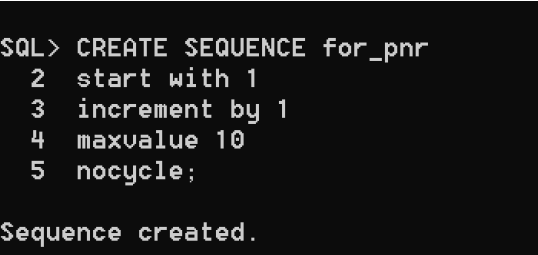 SQL> CREATE SEQUENCE for_pnr
2 start with 1
3 increment by 1
4 maxvalue 10
5 nocycle;
Sequence created.